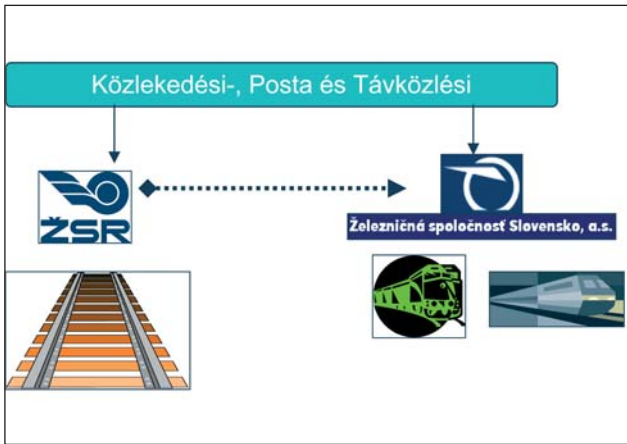 Közlekedési-, Posta és Távközlési
ŽSR
Železničná spoločnosť Slovensko, a.s.